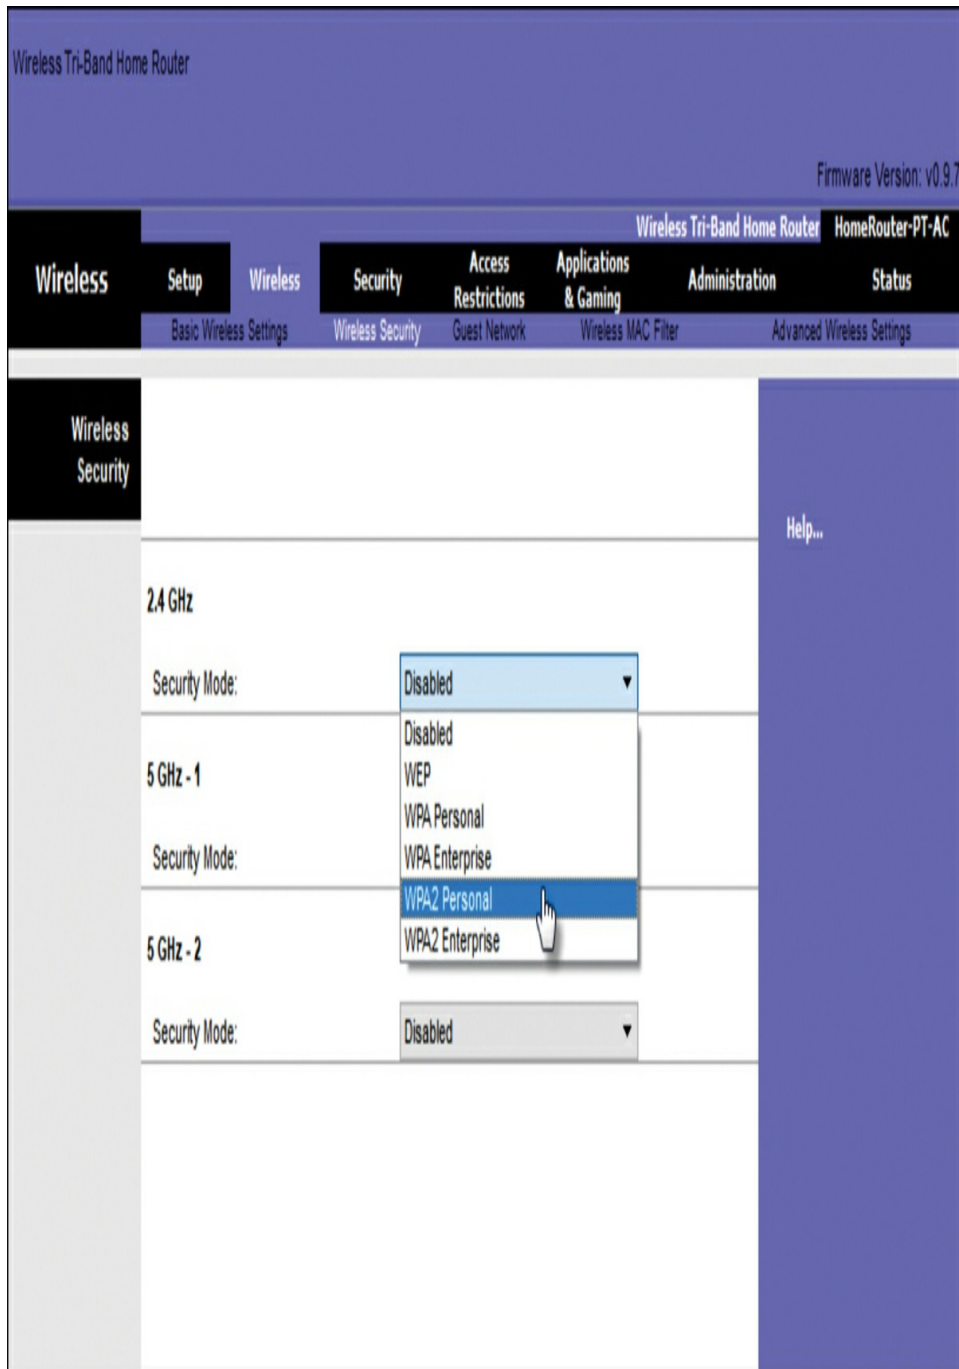 Wireless Tri-Band Home Router
Firmware Version: v0.9.7
Wireless Tri-Band Home Router HomeRouter-PT-AC
Wireless Setup Wireless Security Access Restrictions Applications & Gaming Administration Status
Basic Wireless Settings Wireless Security Guest Network Wireless MAC Filter Advanced Wireless Settings
Wireless
Security
Help...
2.4 GHz
Security Mode: Disabled
Disabled
WEP
WPA Personal
WPA Enterprise
WPA2 Personal
WPA2 Enterprise
5 GHz - 1
Security Mode:
5 GHz - 2
Security Mode: Disabled